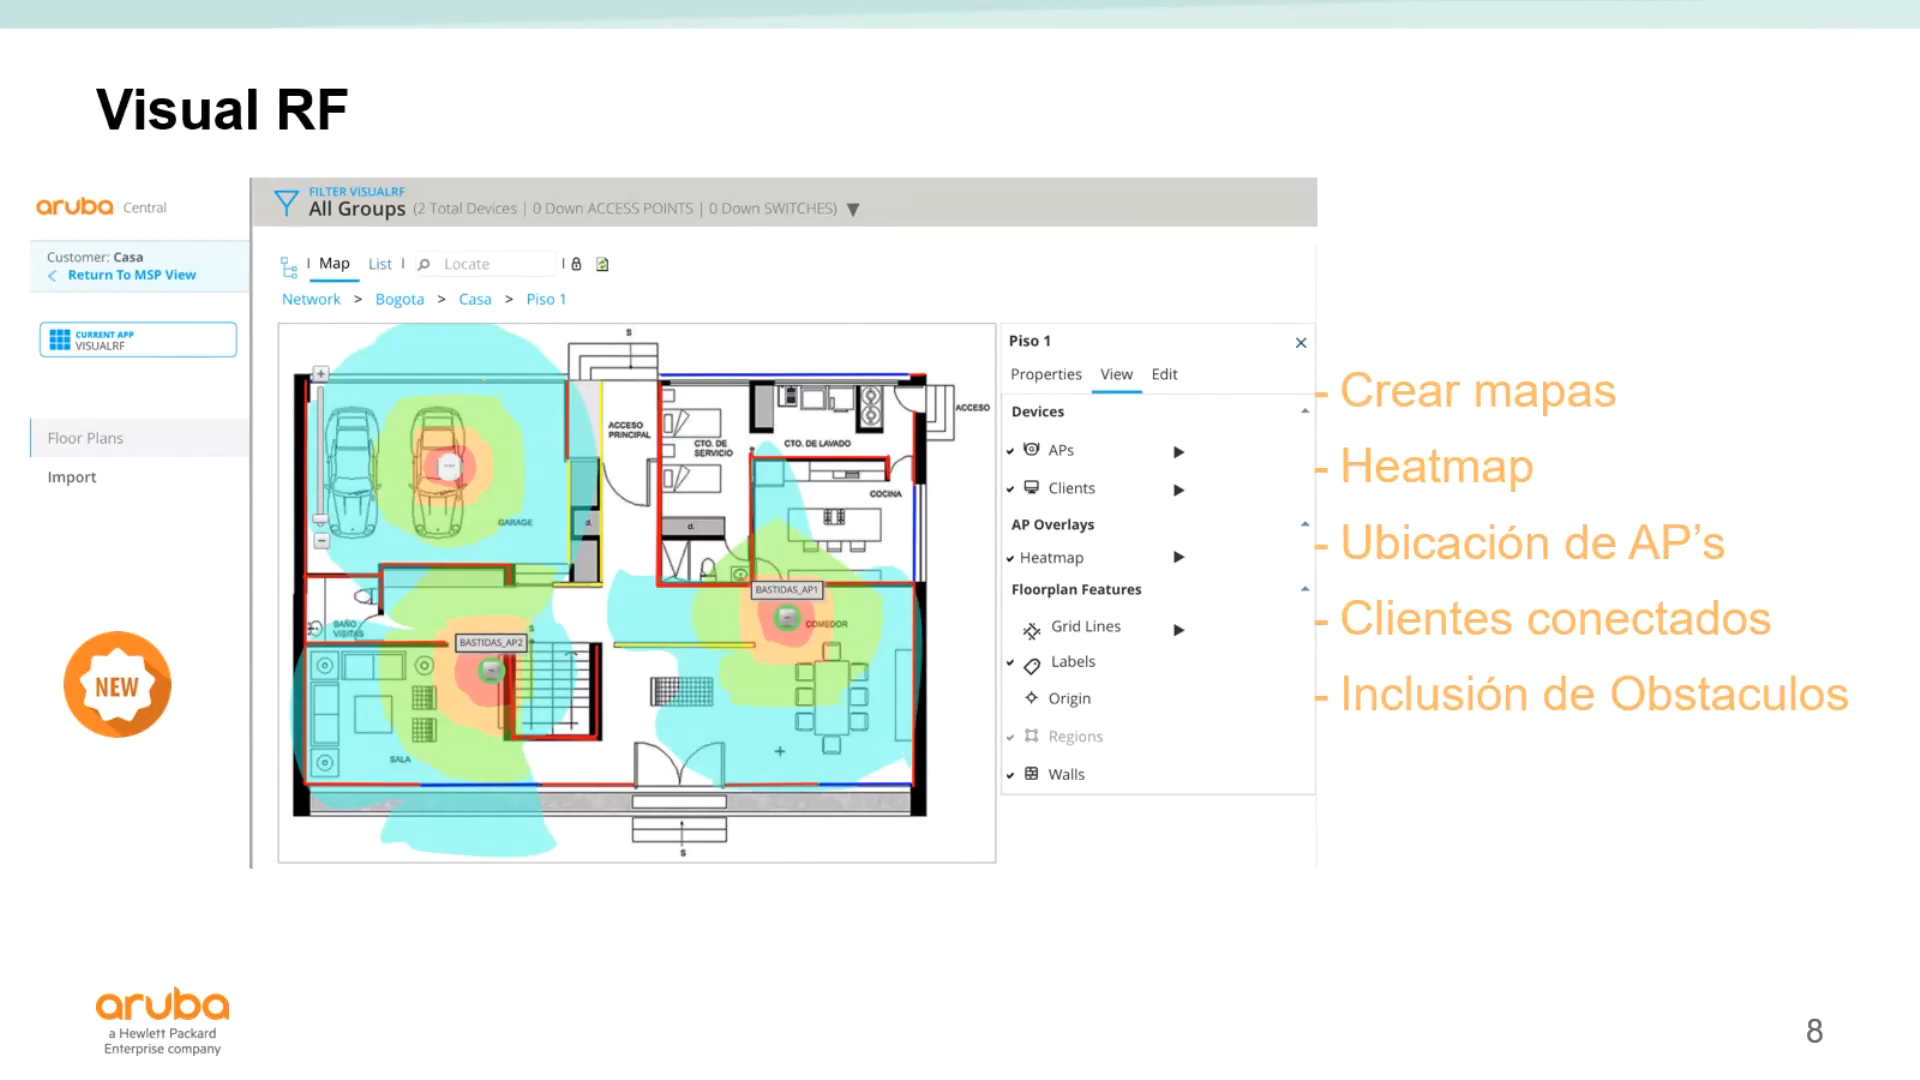 Visual RF
aruba Central
Customer: Casa
Return To MSP View
CURRENT APP
VISUALRF
Floor Plans
Import
NEW
FILTER VISUALRF
All Groups (2 Total Devices | 0 Down ACCESS POINTS | 0 Down SWITCHES)
Map List Locate
Network > Bogota > Casa > Piso 1
S
ACCESO
PRINCIPAL
CTO. DE
SERVICIO
CTO. DE LAVADO
ACCESO
COCINA
GARAGE
d.
d.
BAÑO
VISITAS
BASTIDAS_AP2
S
BASTIDAS_AP1
COMEDOR
SALA
S
Piso 1
Properties View Edit
Devices
APs
Clients
AP Overlays
Heatmap
Floorplan Features
Grid Lines
Labels
Origin
Regions
Walls
- Crear mapas
- Heatmap
- Ubicación de AP’s
- Clientes conectados
- Inclusión de Obstaculos
aruba
a Hewlett Packard
Enterprise company
8